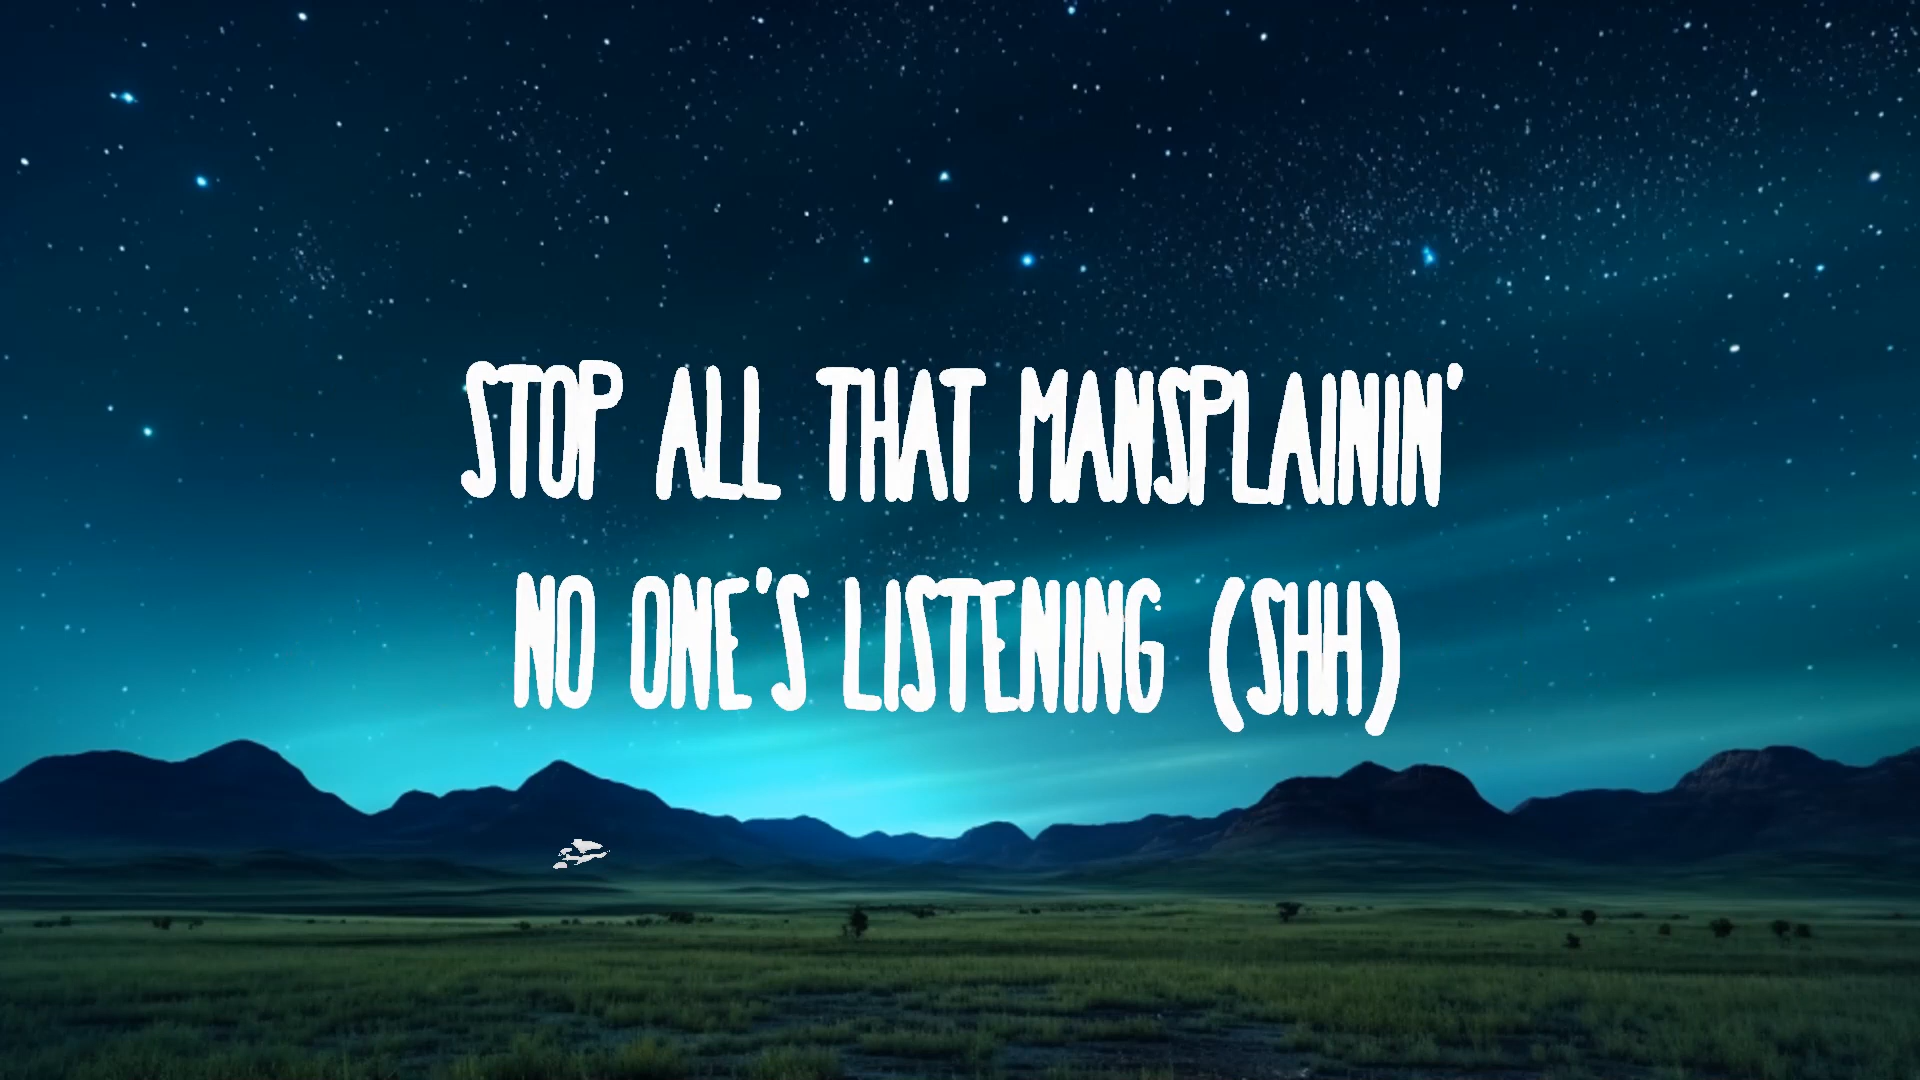 STOP ALL THAT MANSPLAININ'
NO ONE'S LISTENING (SHH)